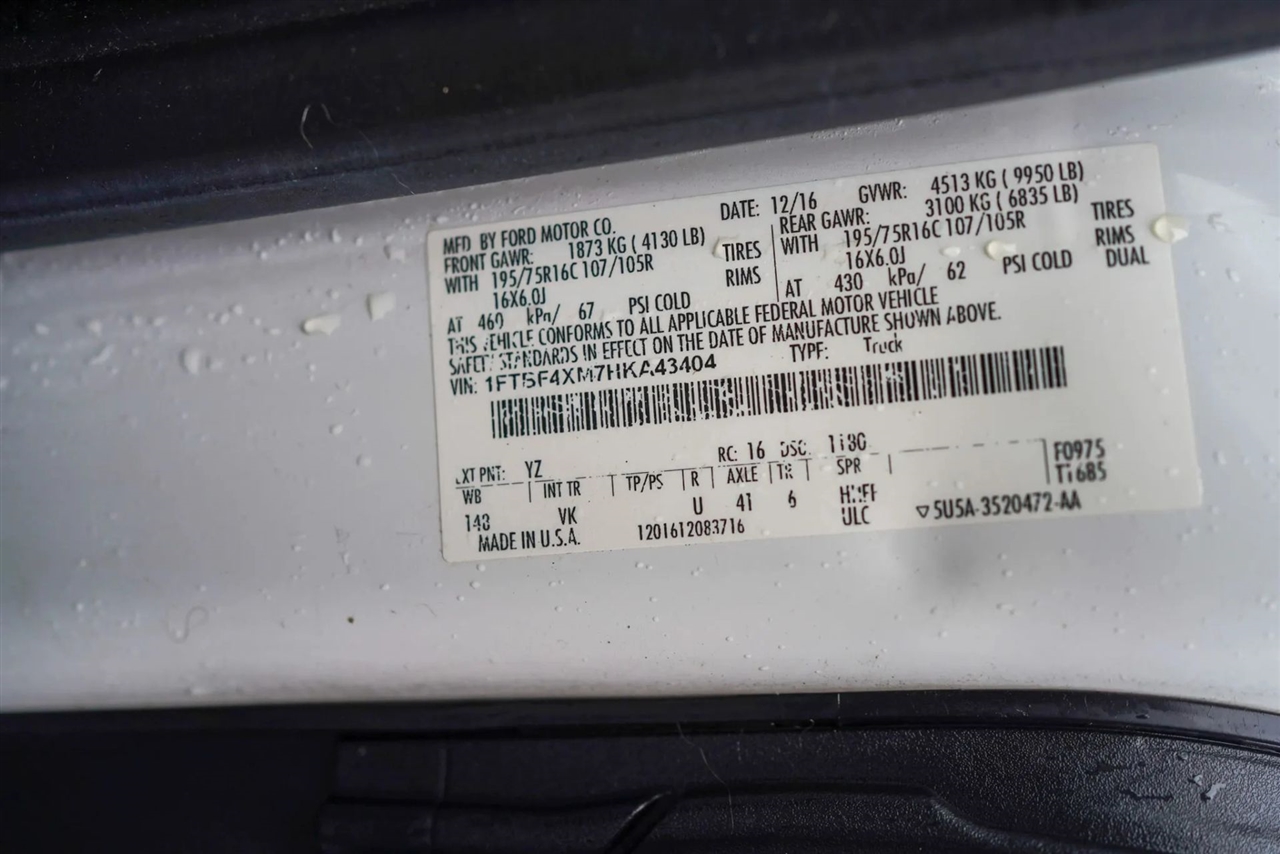 MFD BY FORD MOTOR CO. DATE: 12/16 GVWR: 4513 KG ( 9950 LB)
FRONT GAWR: 1873 KG ( 4130 LB) REAR GAWR: 3100 KG ( 6835 LB)
WITH 195/75R16C 107/105R TIRES WITH 195/75R16C 107/105R TIRES
16X6.0J RIMS 16X6.0J RIMS
AT 460 kPa/ 67 PSI COLD AT 430 kPa/ 62 PSI COLD DUAL
THIS VEHICLE CONFORMS TO ALL APPLICABLE FEDERAL MOTOR VEHICLE
SAFETY STANDARDS IN EFFECT ON THE DATE OF MANUFACTURE SHOWN ABOVE.
VIN: 1FTBF4XM7HKA43404 TYPE: Truck
EXT PNT: YZ RC: 16 DSO: F0975
WB INT TR TP/PS R AXLE TR SPR T1685
148 VK U 41 6
ULC ▽5U5A-3520472-AA
MADE IN U.S.A. 1201612083716